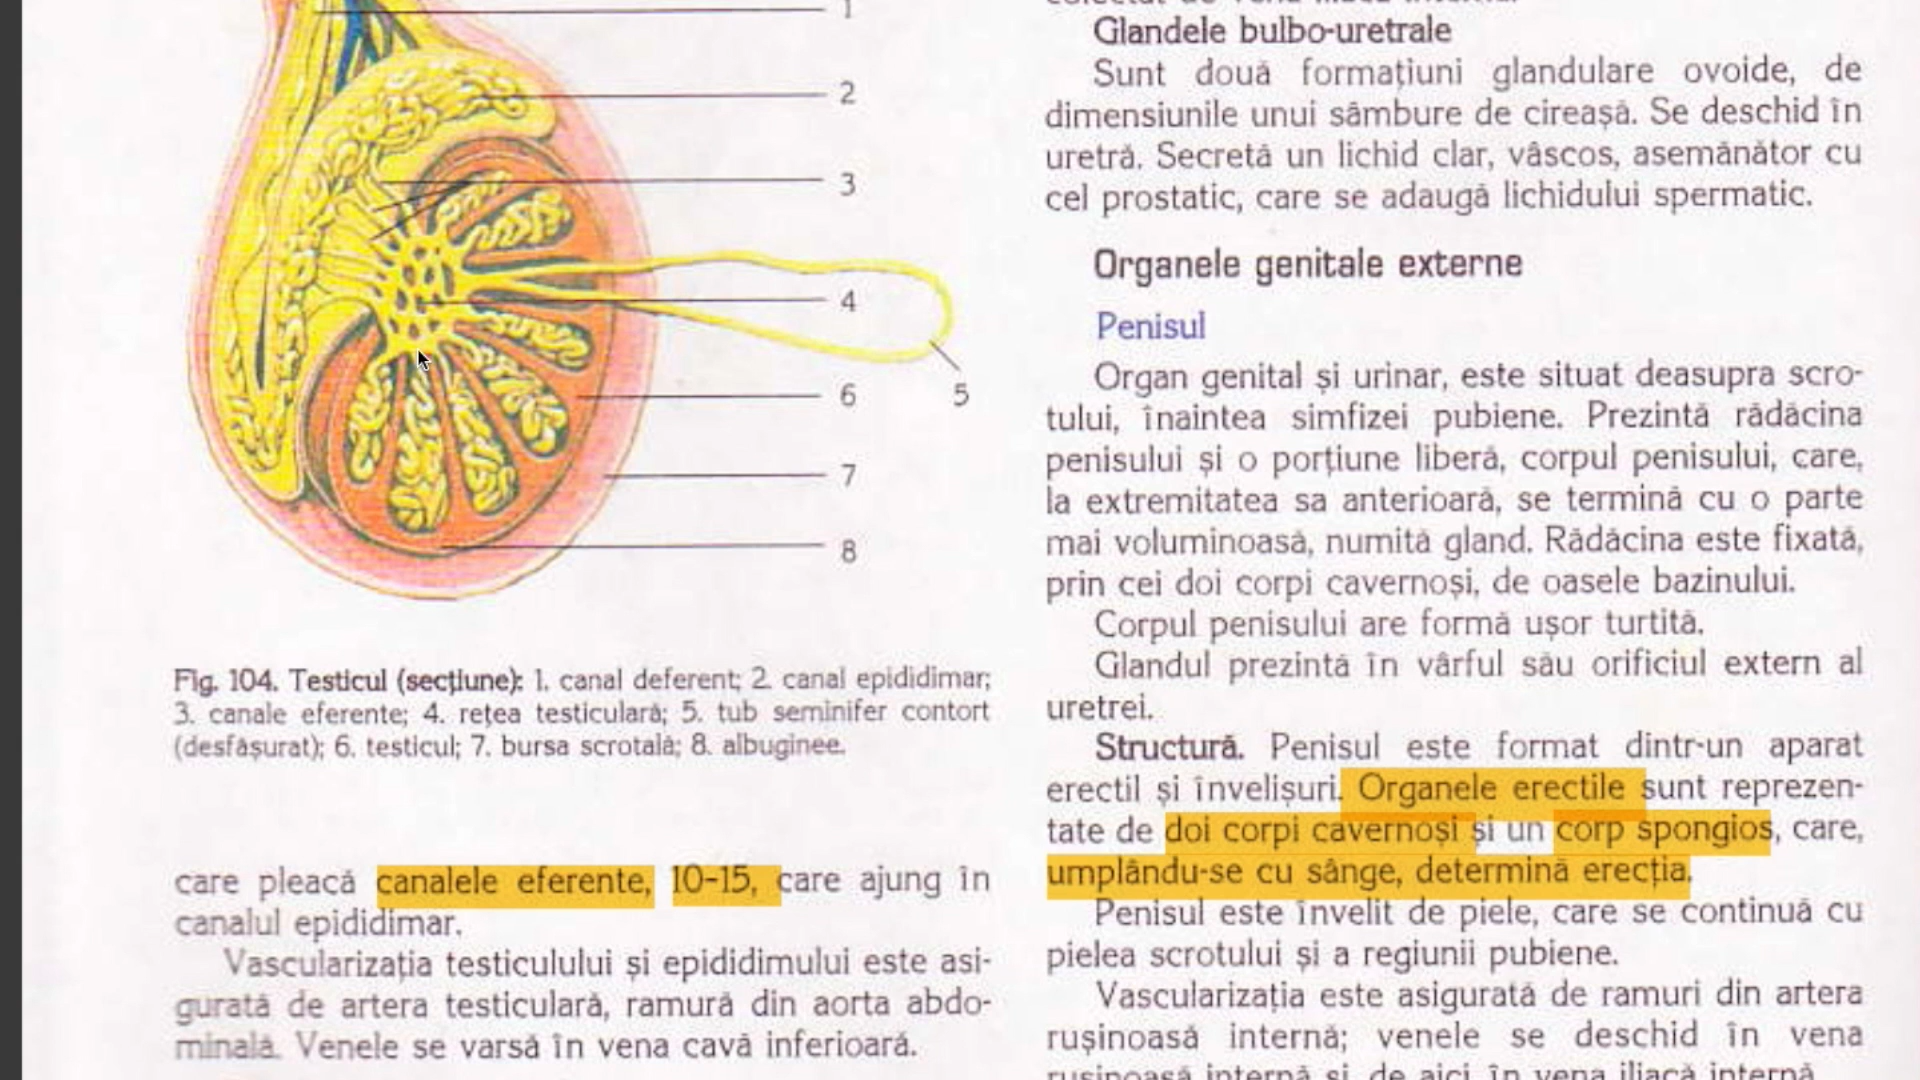 1
2
3
4
5
6
7
8
Fig. 104. Testicul (secțiune): 1. canal deferent; 2. canal epididimar;
3. canale eferente; 4. rețea testiculară; 5. tub seminifer contort
(desfășurat); 6. testicul; 7. bursa scrotală; 8. albuginee.
care pleacă canalele eferente, 10-15, care ajung în
canalul epididimar.
Vascularizația testiculului și epididimului este asi-
gurată de artera testiculară, ramură din aorta abdo-
minală. Venele se varsă în vena cavă inferioară.
Glandele bulbo-uretrale
Sunt două formațiuni glandulare ovoide, de
dimensiunile unui sâmbure de cireașă. Se deschid în
uretră. Secretă un lichid clar, vâscos, asemănător cu
cel prostatic, care se adaugă lichidului spermatic.
Organele genitale externe
Penisul
Organ genital și urinar, este situat deasupra scro-
tului, înaintea simfizei pubiene. Prezintă rădăcina
penisului și o porțiune liberă, corpul penisului, care,
la extremitatea sa anterioară, se termină cu o parte
mai voluminoasă, numită gland. Rădăcina este fixată,
prin cei doi corpi cavernoși, de oasele bazinului.
Corpul penisului are formă ușor turtită.
Glandul prezintă în vârful său orificiul extern al
uretrei.
Structură. Penisul este format dintr-un aparat
erectil și învelișuri. Organele erectile sunt reprezen-
tate de doi corpi cavernoși și un corp spongios, care,
umplându-se cu sânge, determină erecția.
Penisul este învelit de piele, care se continuă cu
pielea scrotului și a regiunii pubiene.
Vascularizația este asigurată de ramuri din artera
rușinoasă internă; venele se deschid în vena
rușinoasă internă și, de aici, în vena iliacă internă.